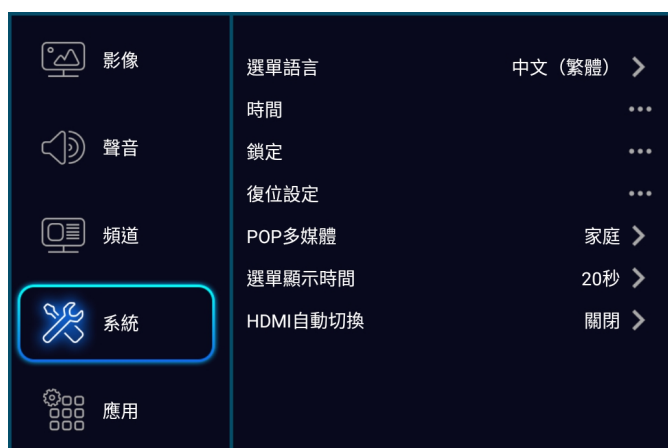 影像
聲音
頻道
系統
應用
選單語言 中文（繁體）
時間
鎖定
復位設定
POP多媒體 家庭
選單顯示時間 20秒
HDMI自動切換 關閉